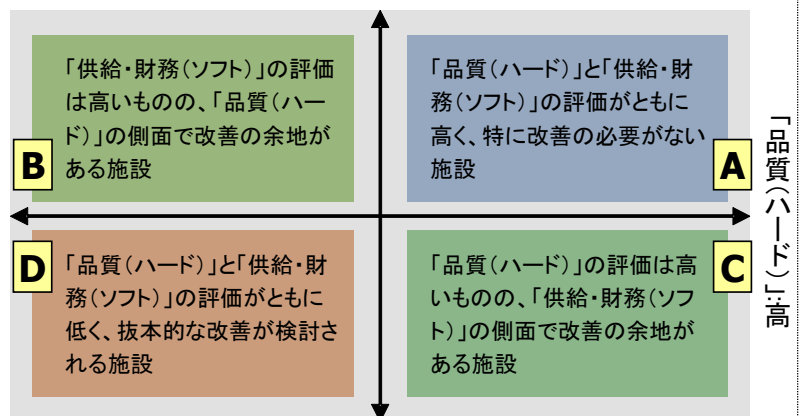 「供給・財務(ソフト)」の評価
は高いものの、「品質(ハー
ド)」の側面で改善の余地が
ある施設
B
「品質(ハード)」と「供給・財
務(ソフト)」の評価がともに
高く、特に改善の必要がない
施設
A
「品質(ハード)」と「供給・財
務(ソフト)」の評価がともに
低く、抜本的な改善が検討さ
れる施設
D
「品質(ハード)」の評価は高
いものの、「供給・財務(ソフ
ト)」の側面で改善の余地が
ある施設
C
「品質(ハード)」:高